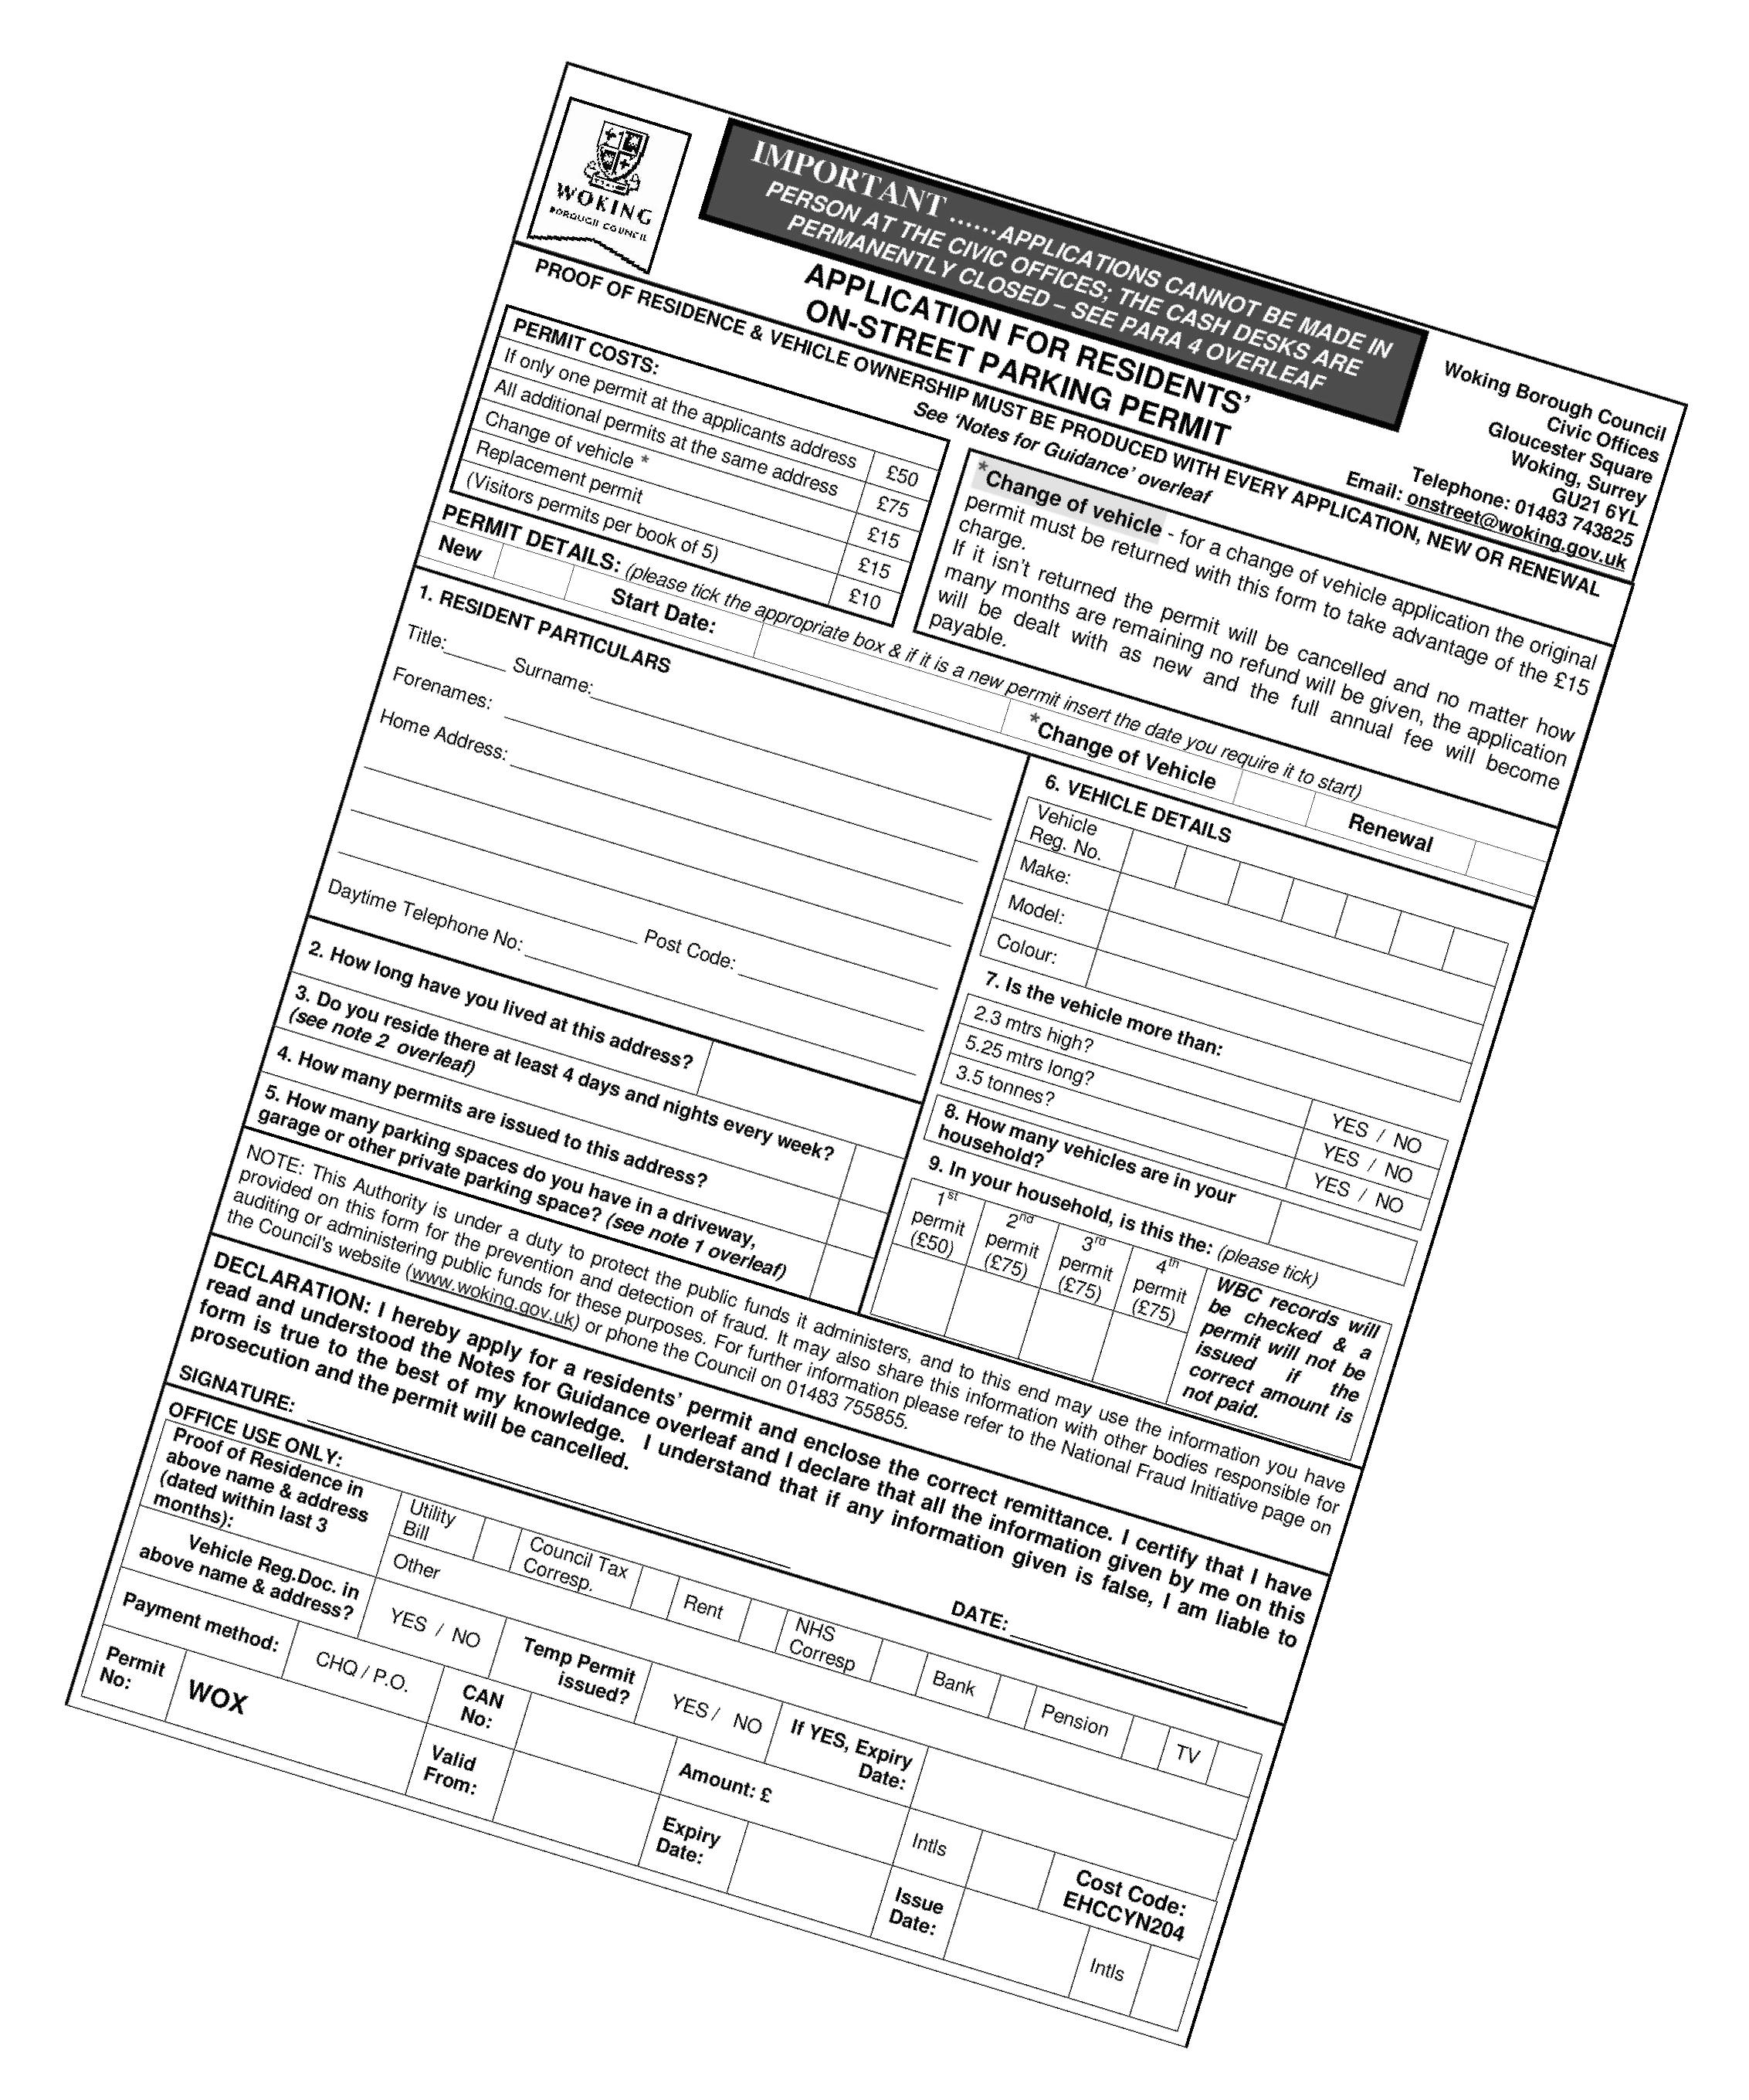 WOKING
BOROUGH COUNCIL
IMPORTANT ......APPLICATIONS CANNOT BE MADE IN
PERSON AT THE CIVIC OFFICES; THE CASH DESKS ARE
PERMANENTLY CLOSED – SEE PARA 4 OVERLEAF
APPLICATION FOR RESIDENTS'
ON-STREET PARKING PERMIT
Woking Borough Council
Civic Offices
Gloucester Square
Woking, Surrey
GU21 6YL
Telephone: 01483 743825
Email: onstreet@woking.gov.uk
PROOF OF RESIDENCE & VEHICLE OWNERSHIP MUST BE PRODUCED WITH EVERY APPLICATION, NEW OR RENEWAL
See 'Notes for Guidance' overleaf
PERMIT COSTS:
If only one permit at the applicants address £50
All additional permits at the same address £75
Change of vehicle * £15
Replacement permit £15
(Visitors permits per book of 5) £10
*Change of vehicle - for a change of vehicle application the original
permit must be returned with this form to take advantage of the £15
charge.
If it isn't returned the permit will be cancelled and no matter how
many months are remaining no refund will be given, the application
will be dealt with as new and the full annual fee will become
payable.
PERMIT DETAILS: (please tick the appropriate box & if it is a new permit insert the date you require it to start)
New Start Date: *Change of Vehicle Renewal
1. RESIDENT PARTICULARS
Title: Surname:
Forenames:
Home Address:
Post Code:
Daytime Telephone No:
2. How long have you lived at this address?
3. Do you reside there at least 4 days and nights every week?
(see note 2 overleaf)
4. How many permits are issued to this address?
5. How many parking spaces do you have in a driveway,
garage or other private parking space? (see note 1 overleaf)
6. VEHICLE DETAILS
Vehicle
Reg. No.
Make:
Model:
Colour:
7. Is the vehicle more than:
2.3 mtrs high? YES / NO
5.25 mtrs long? YES / NO
3.5 tonnes? YES / NO
8. How many vehicles are in your
household?
9. In your household, is this the: (please tick)
1st
permit
(£50)
2nd
permit
(£75)
3rd
permit
(£75)
4th
permit
(£75)
WBC records will
be checked & a
permit will not be
issued if the
correct amount is
not paid.
NOTE: This Authority is under a duty to protect the public funds it administers, and to this end may use the information you have
provided on this form for the prevention and detection of fraud. It may also share this information with other bodies responsible for
auditing or administering public funds for these purposes. For further information please refer to the National Fraud Initiative page on
the Council's website (www.woking.gov.uk) or phone the Council on 01483 755855.
DECLARATION: I hereby apply for a residents' permit and enclose the correct remittance. I certify that I have
read and understood the Notes for Guidance overleaf and I declare that all the information given by me on this
form is true to the best of my knowledge. I understand that if any information given is false, I am liable to
prosecution and the permit will be cancelled.
SIGNATURE: DATE:
OFFICE USE ONLY:
Proof of Residence in
above name & address
(dated within last 3
months):
Utility
Bill
Council Tax
Corresp.
Rent
NHS
Corresp
Bank
Pension
TV
Other
Vehicle Reg.Doc. in
above name & address?
YES / NO
Temp Permit
issued?
YES / NO
If YES, Expiry
Date:
Payment method:
CHQ / P.O.
CAN
No:
Amount: £
Intls
Cost Code:
EHCCYN204
Permit
No:
WOX
Valid
From:
Expiry
Date:
Issue
Date:
Intls